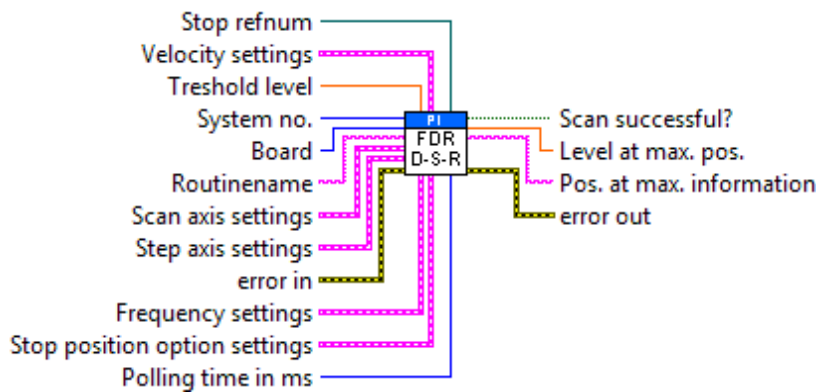 Stop refnum
Velocity settings
Treshold level
System no.
Board
Routinename
Scan axis settings
Step axis settings
error in
Frequency settings
Stop position option settings
Polling time in ms
PI
FDR
D-S-R
Scan successful?
Level at max. pos.
Pos. at max. information
error out